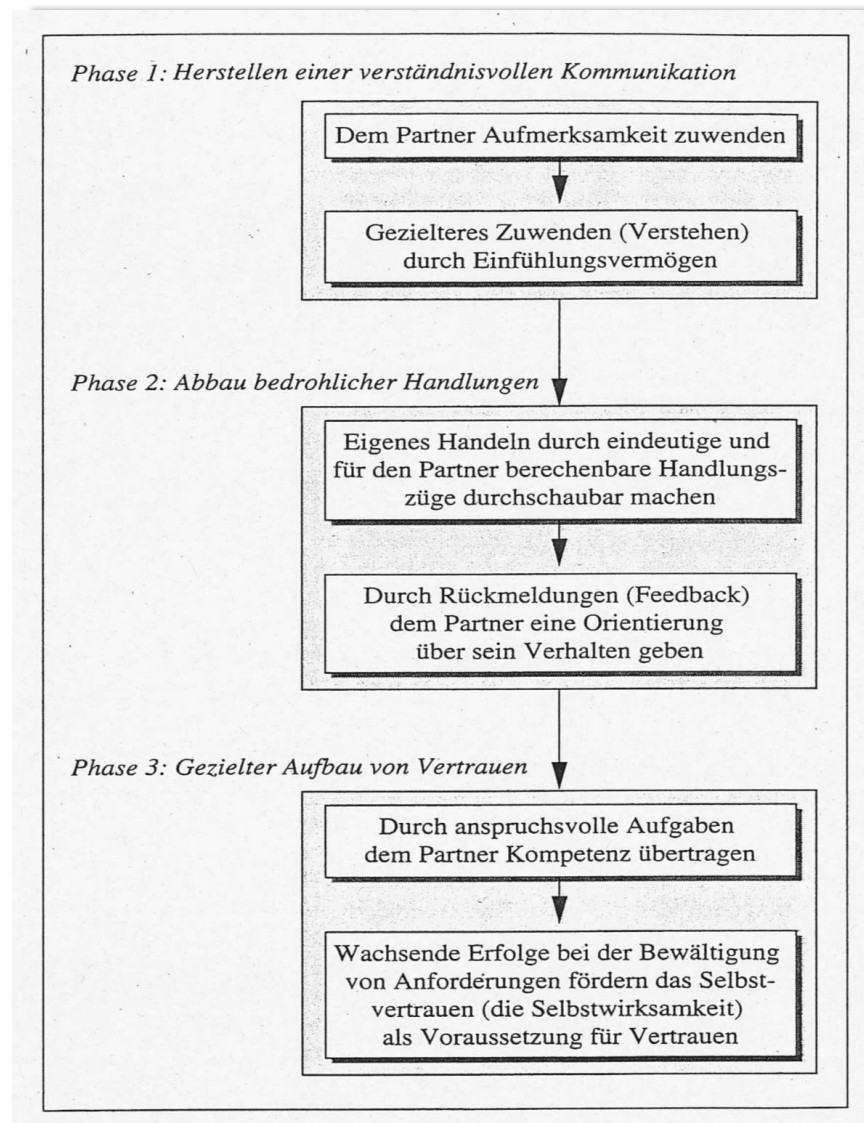 Phase 1: Herstellen einer verständnisvollen Kommunikation
Dem Partner Aufmerksamkeit zuwenden
Gezielteres Zuwenden (Verstehen)
durch Einfühlungsvermögen
Phase 2: Abbau bedrohlicher Handlungen
Eigenes Handeln durch eindeutige und
für den Partner berechenbare Handlungs-
züge durchschaubar machen
Durch Rückmeldungen (Feedback)
dem Partner eine Orientierung
über sein Verhalten geben
Phase 3: Gezielter Aufbau von Vertrauen
Durch anspruchsvolle Aufgaben
dem Partner Kompetenz übertragen
Wachsende Erfolge bei der Bewältigung
von Anforderungen fördern das Selbst-
vertrauen (die Selbstwirksamkeit)
als Voraussetzung für Vertrauen